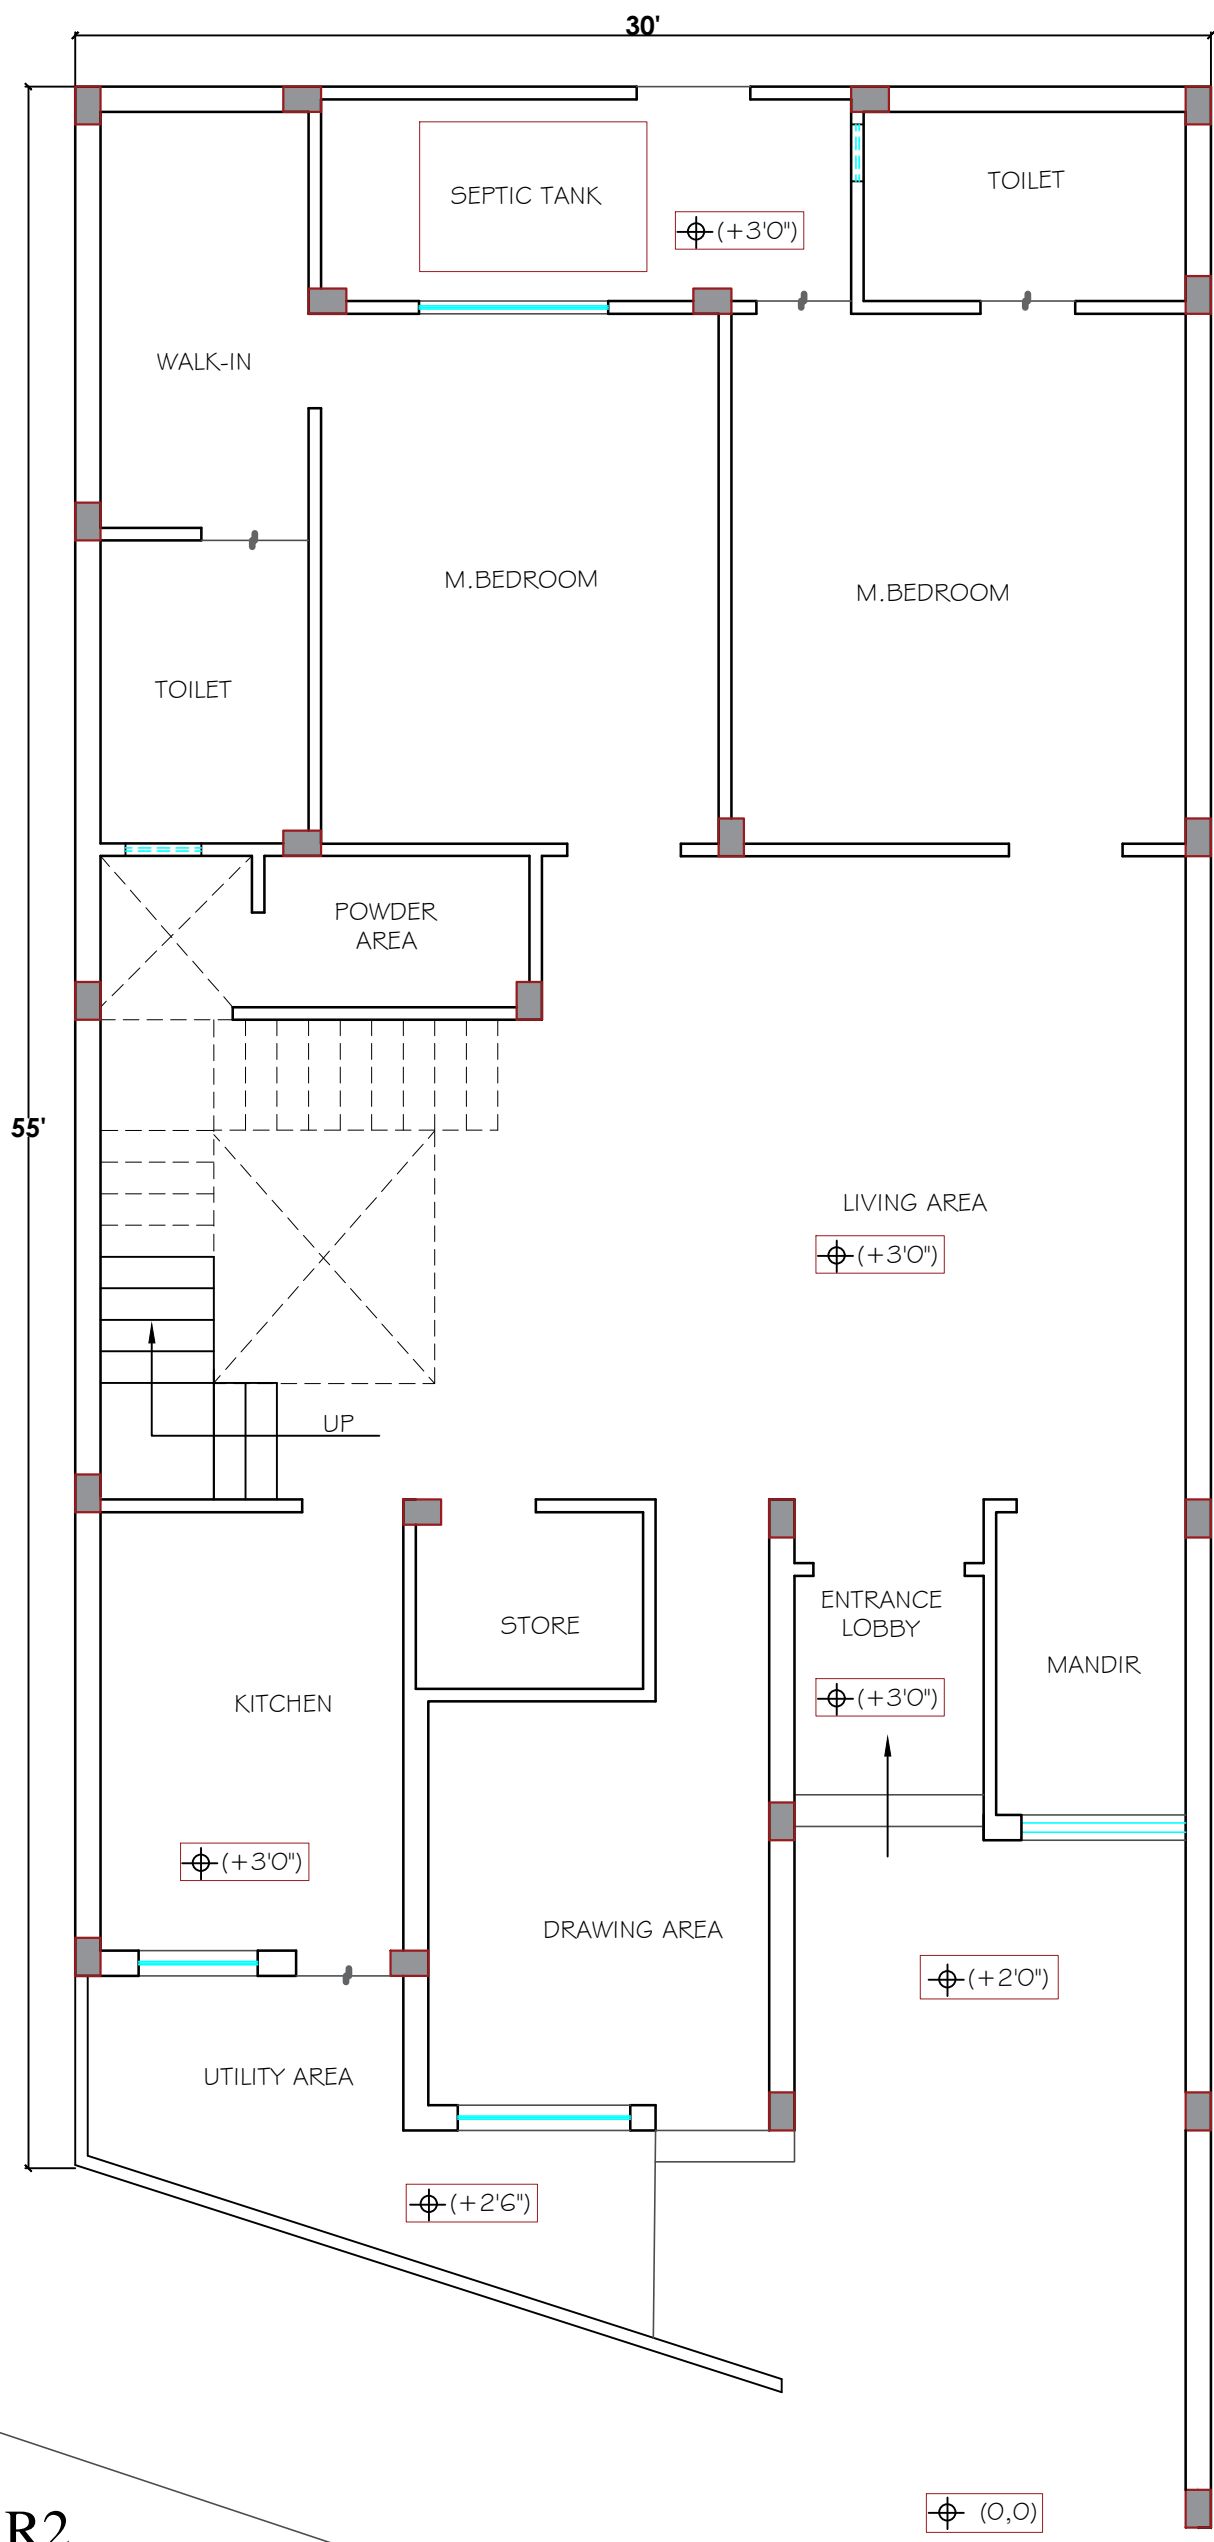 30'
SEPTIC TANK
TOILET
(+3'0")
WALK-IN
M.BEDROOM
M.BEDROOM
TOILET
POWDER
AREA
55'
LIVING AREA
(+3'0")
UP
ENTRANCE
LOBBY
STORE
MANDIR
KITCHEN
(+3'0")
(+3'0")
DRAWING AREA
(+2'0")
UTILITY AREA
(+2'6")
(0,0)
R2